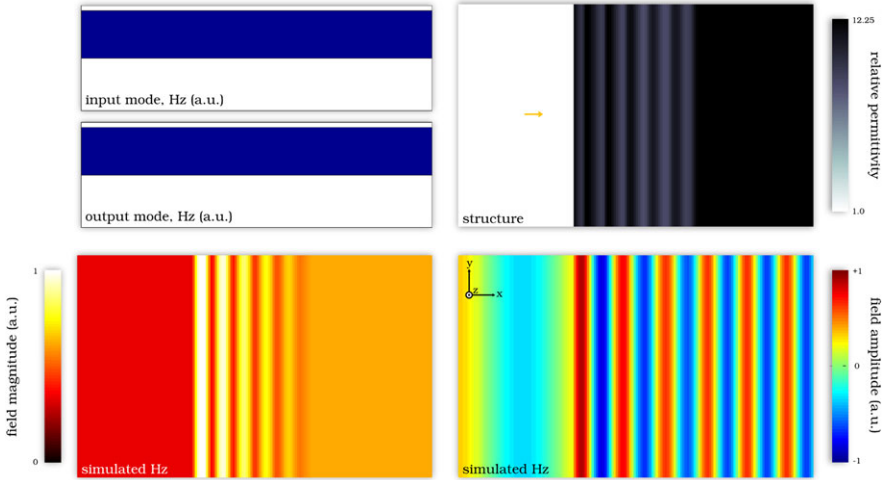 input mode, Hz (a.u.)
output mode, Hz (a.u.)
structure
12.25
1.0
relative permittivity
field magnitude (a.u.)
1
0
simulated Hz
y
z
x
simulated Hz
+1
0
-1
field amplitude (a.u.)